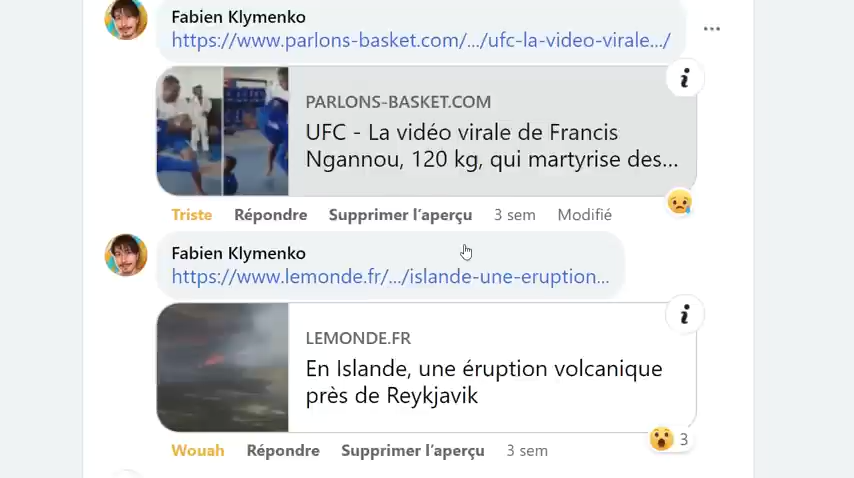 Fabien Klymenko
https://www.parlons-basket.com/.../ufc-la-video-virale.../
PARLONS-BASKET.COM
UFC - La vidéo virale de Francis
Ngannou, 120 kg, qui martyrise des...
Triste Répondre Supprimer l’aperçu 3 sem Modifié
Fabien Klymenko
https://www.lemonde.fr/.../islande-une-eruption...
LEMONDE.FR
En Islande, une éruption volcanique
près de Reykjavik
3
Wouah Répondre Supprimer l’aperçu 3 sem